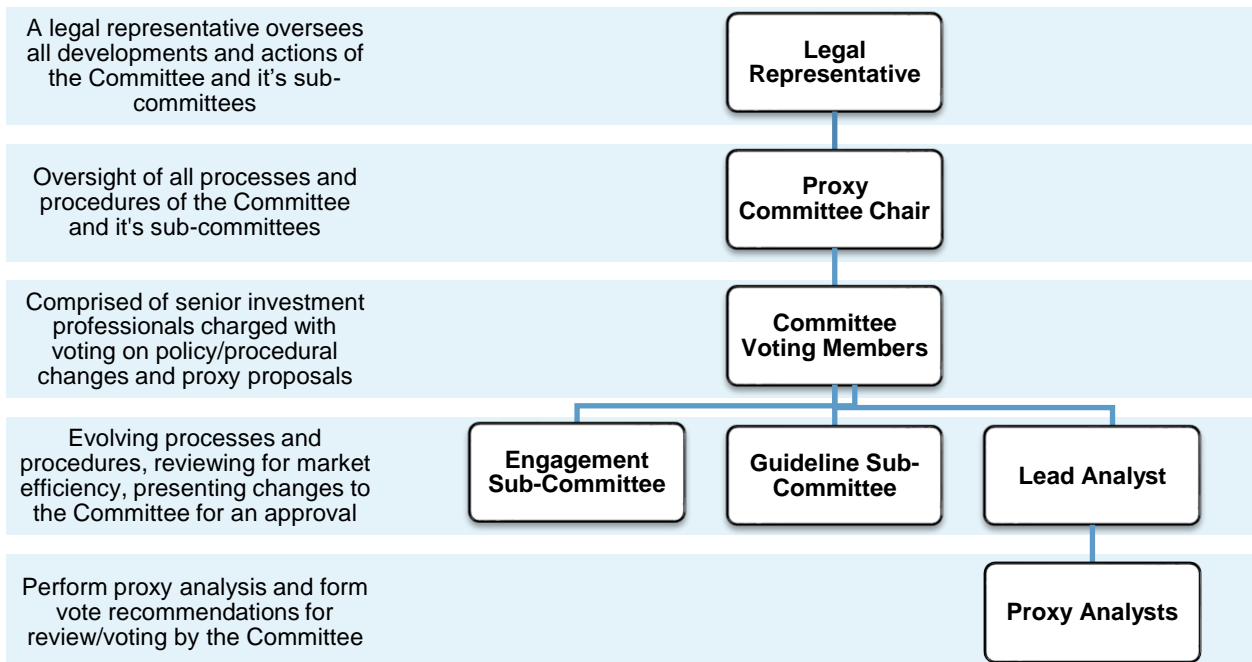 A legal representative oversees
all developments and actions of
the Committee and it’s sub-
committees
Legal
Representative
Oversight of all processes and
procedures of the Committee
and it's sub-committees
Proxy
Committee Chair
Comprised of senior investment
professionals charged with
voting on policy/procedural
changes and proxy proposals
Committee
Voting Members
Evolving processes and
procedures, reviewing for market
efficiency, presenting changes to
the Committee for an approval
Engagement
Sub-Committee
Guideline Sub-
Committee
Lead Analyst
Perform proxy analysis and form
vote recommendations for
review/voting by the Committee
Proxy Analysts